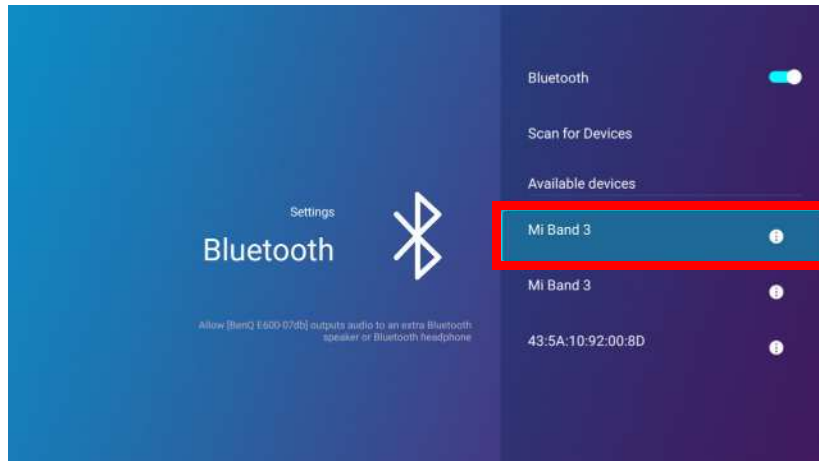 Bluetooth
Scan for Devices
Available devices
Settings
Bluetooth
Mi Band 3
Mi Band 3
Allow [BenQ E600-07db] outputs audio to an extra Bluetooth
speaker or Bluetooth headphone
43:5A:10:92:00:8D